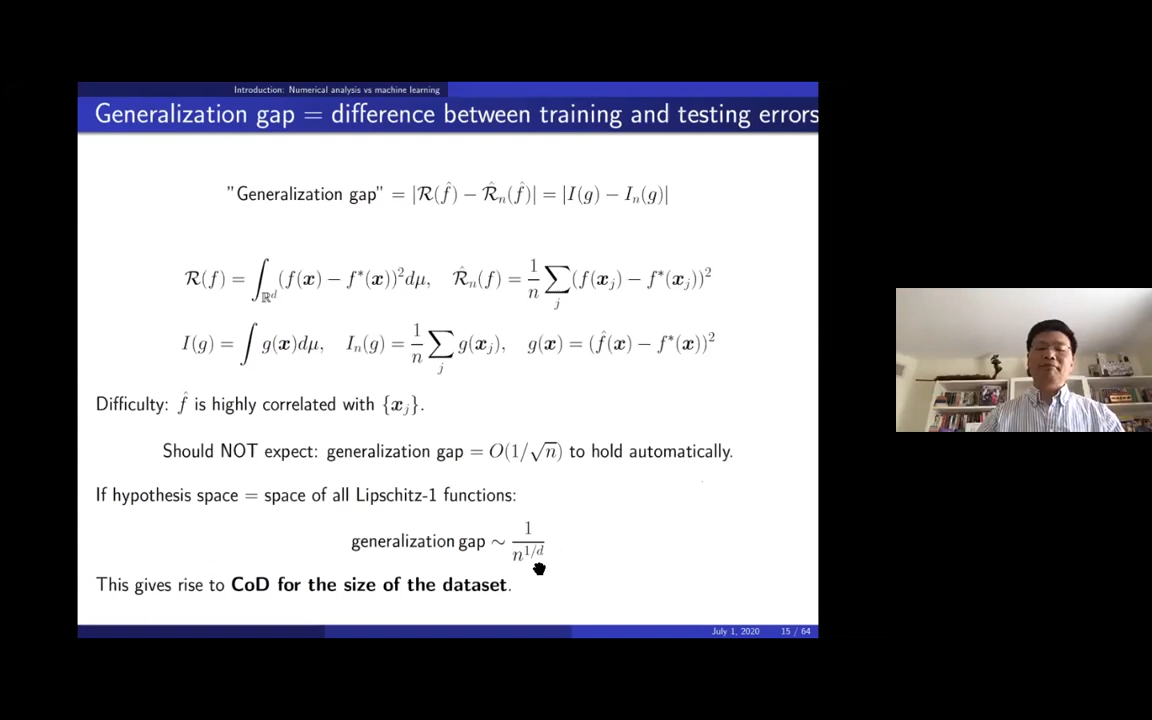 Introduction: Numerical analysis vs machine learning
Generalization gap = difference between training and testing errors
"Generalization gap" = |𝓡(f̂) − 𝓡̂ₙ(f̂)| = |I(g) − Iₙ(g)|
𝓡(f) = ∫_{ℝᵈ} (f(𝒙) − f*(𝒙))²dμ, 𝓡̂ₙ(f) = 1/n ∑_j (f(𝒙ⱼ) − f*(𝒙ⱼ))²
I(g) = ∫ g(𝒙)dμ, Iₙ(g) = 1/n ∑_j g(𝒙ⱼ), g(𝒙) = (f̂(𝒙) − f*(𝒙))²
Difficulty: f̂ is highly correlated with {𝒙ⱼ}.
Should NOT expect: generalization gap = O(1/√n) to hold automatically.
If hypothesis space = space of all Lipschitz-1 functions:
generalization gap ∼ 1/n^{1/d}
This gives rise to CoD for the size of the dataset.
July 1, 2020 15 / 64